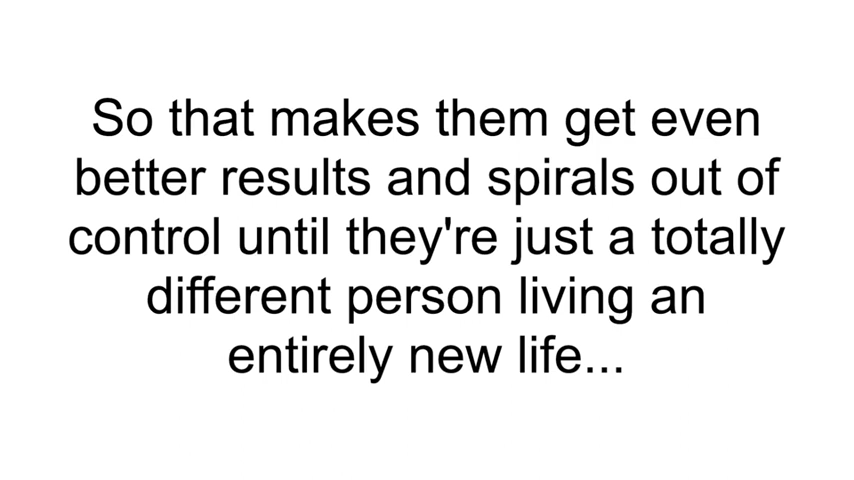 So that makes them get even
better results and spirals out of
control until they're just a totally
different person living an
entirely new life...